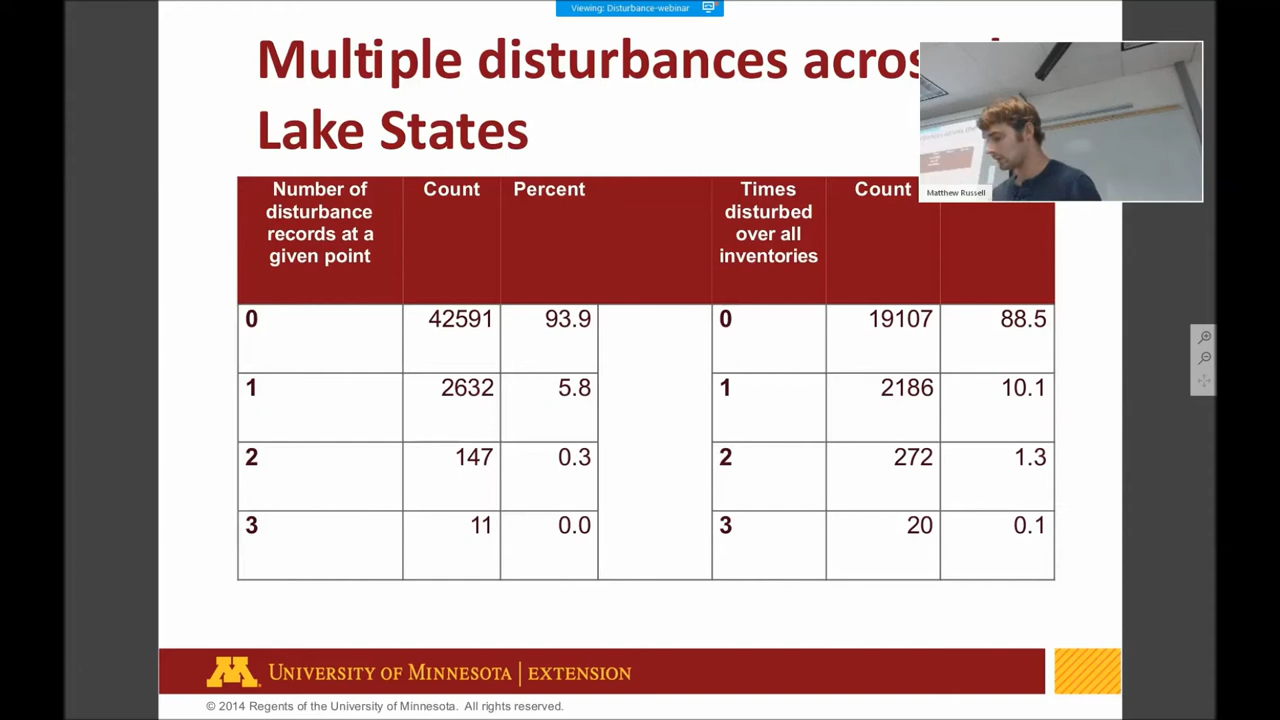 Viewing: Disturbance-webinar
Multiple disturbances
Lake States
Matthew Russell
Number of disturbance records at a given point Count Percent Times disturbed over all inventories Count
0 42591 93.9 0 19107 88.5
1 2632 5.8 1 2186 10.1
2 147 0.3 2 272 1.3
3 11 0.0 3 20 0.1
UNIVERSITY OF MINNESOTA | EXTENSION
© 2014 Regents of the University of Minnesota. All rights reserved.